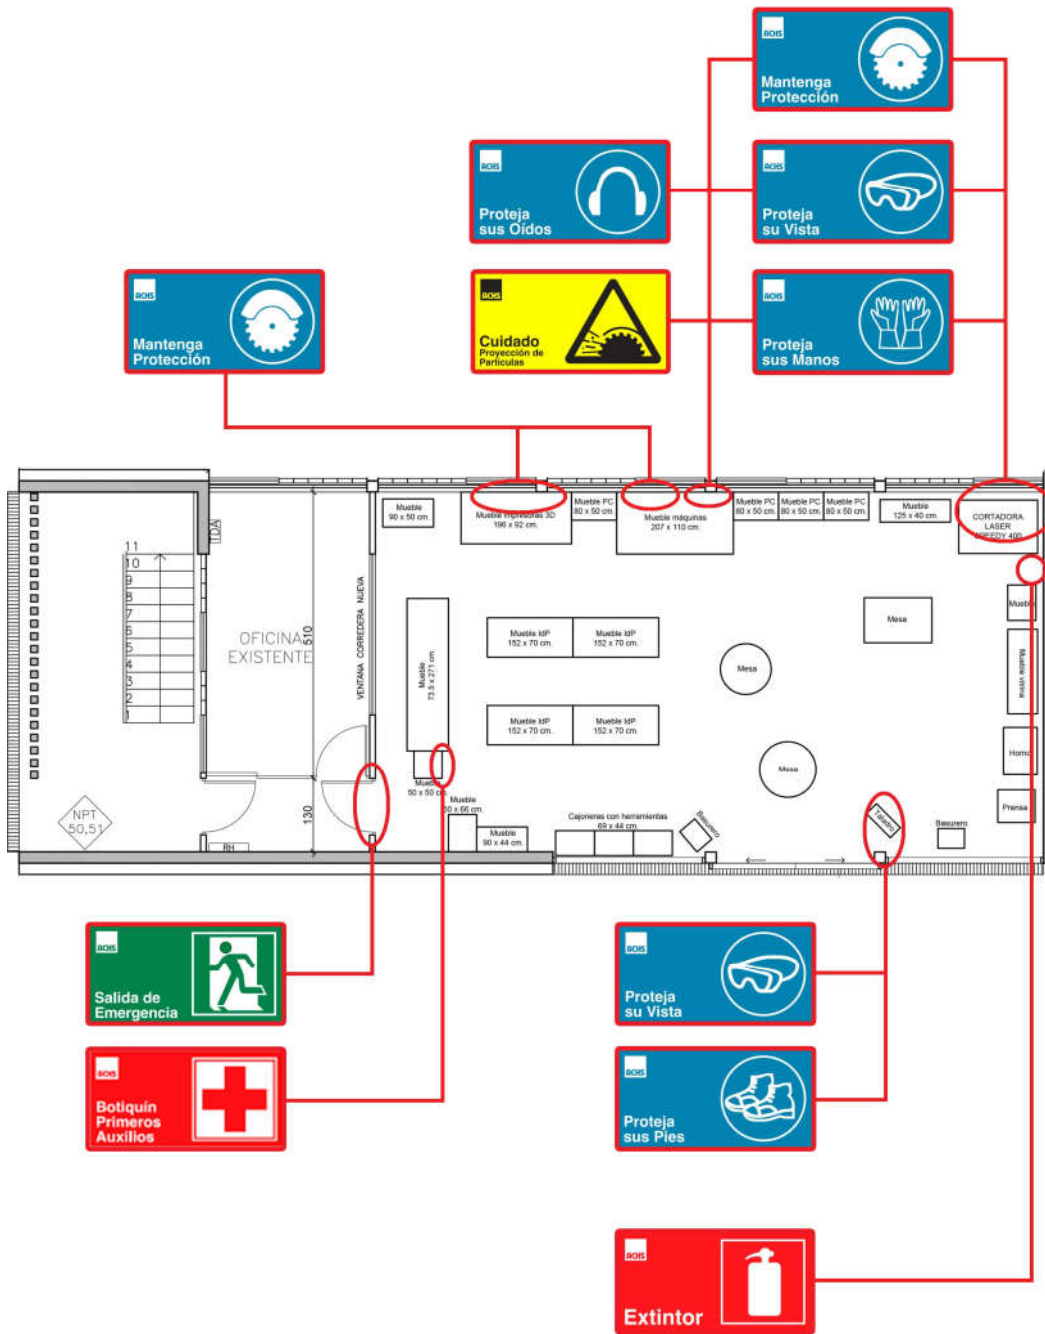 ACHS
Mantenga
Protección
ACHS
Proteja
sus Oídos
ACHS
Proteja
su Vista
ACHS
Mantenga
Protección
ACHS
Cuidado
Proyección de
Partículas
ACHS
Proteja
sus Manos
Mueble
90 x 50 cm.
Mueble impresoras 3D
196 x 92 cm.
Mueble PC
80 x 50 cm.
Mueble máquinas
207 x 110 cm.
Mueble PC
80 x 50 cm.
Mueble PC
80 x 50 cm.
Mueble PC
80 x 50 cm.
Mueble
125 x 40 cm.
CORTADORA
LASER
SPEEDY 400
TDA
11
10
9
8
7
6
5
4
3
2
1
OFICINA
EXISTENTE
510
VENTANA CORREDERA NUEVA
Mueble
73.5 x 271 cm.
Mueble IdP
152 x 70 cm.
Mueble IdP
152 x 70 cm.
Mesa
Mueble
Mesa
Mueble vitrina
Mueble IdP
152 x 70 cm.
Mueble IdP
152 x 70 cm.
Horno
Mesa
Mueble
50 x 50 cm.
NPT
50,51
130
RH
Mueble
50 x 66 cm.
Mueble
90 x 44 cm.
Cajoneras con herramientas
69 x 44 cm.
Basurero
Taladro
Basurero
Prensa
ACHS
Salida de
Emergencia
ACHS
Proteja
su Vista
ACHS
Botiquín
Primeros
Auxilios
ACHS
Proteja
sus Pies
ACHS
Extintor